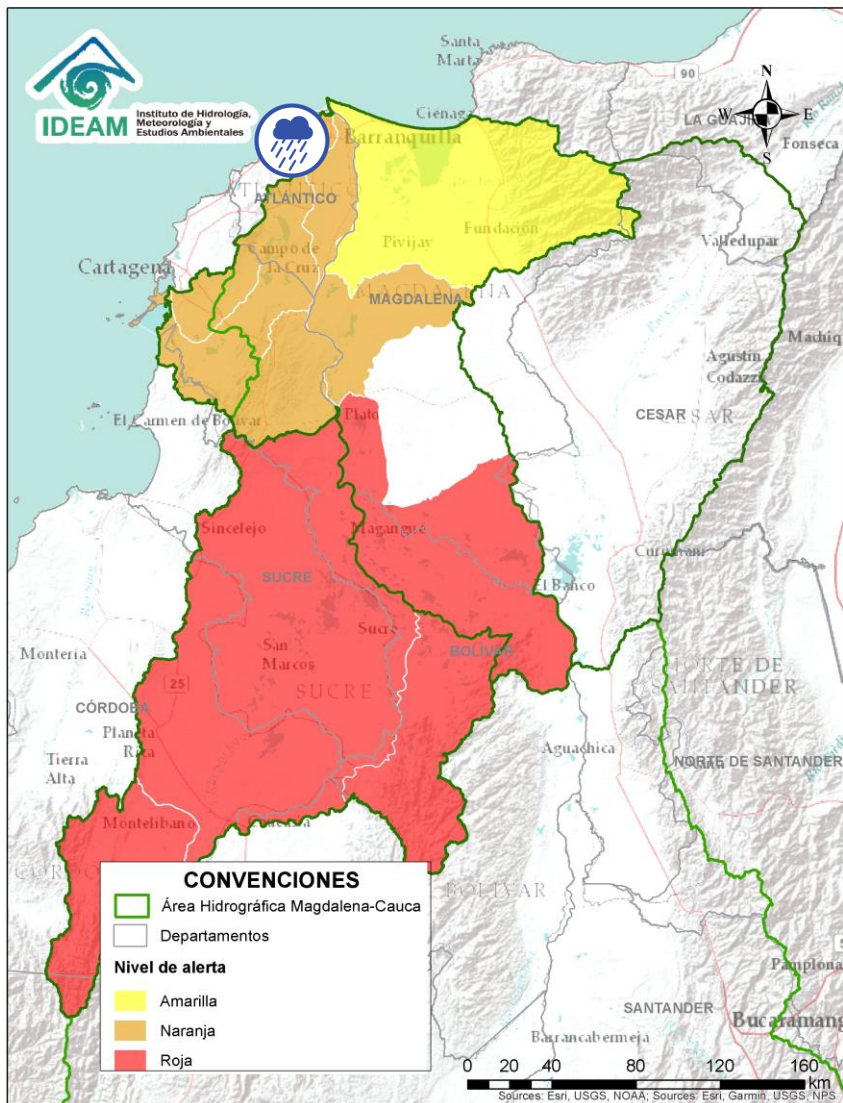 IDEAM
Instituto de Hidrología,
Meteorología y
Estudios Ambientales
Santa
Marta
90
N
W
E
S
Ciénaga
LA GUAJIRA
Fonseca
Barranquilla
ATLÁNTICO
Campo de
la Cruz
Pivijay
Fundación
Valledupar
Cartagena
MAGDALENA
Machiq
Agustín
Codazzi
El Carmen de Bolívar
Plato
CESAR
CESAR
Sincelejo
Magangué
Curumaní
SUCRE
El Banco
Sucre
San
Marcos
BOLÍVAR
Montería
25
SUCRE
NORTE DE
SANTANDER
CÓRDOBA
Planeta
Rica
Tierra
Alta
Aguachica
NORTE DE SANTANDER
Montelíbano
BOLÍVAR
CONVENCIONES
Área Hidrográfica Magdalena-Cauca
Departamentos
Nivel de alerta
Amarilla
Naranja
Roja
Pamplona
SANTANDER
Bucaramang
Barrancabermeja
0 20 40 80 120 160
km
Sources: Esri, USGS, NOAA; Sources: Esri, Garmin, USGS, NPS